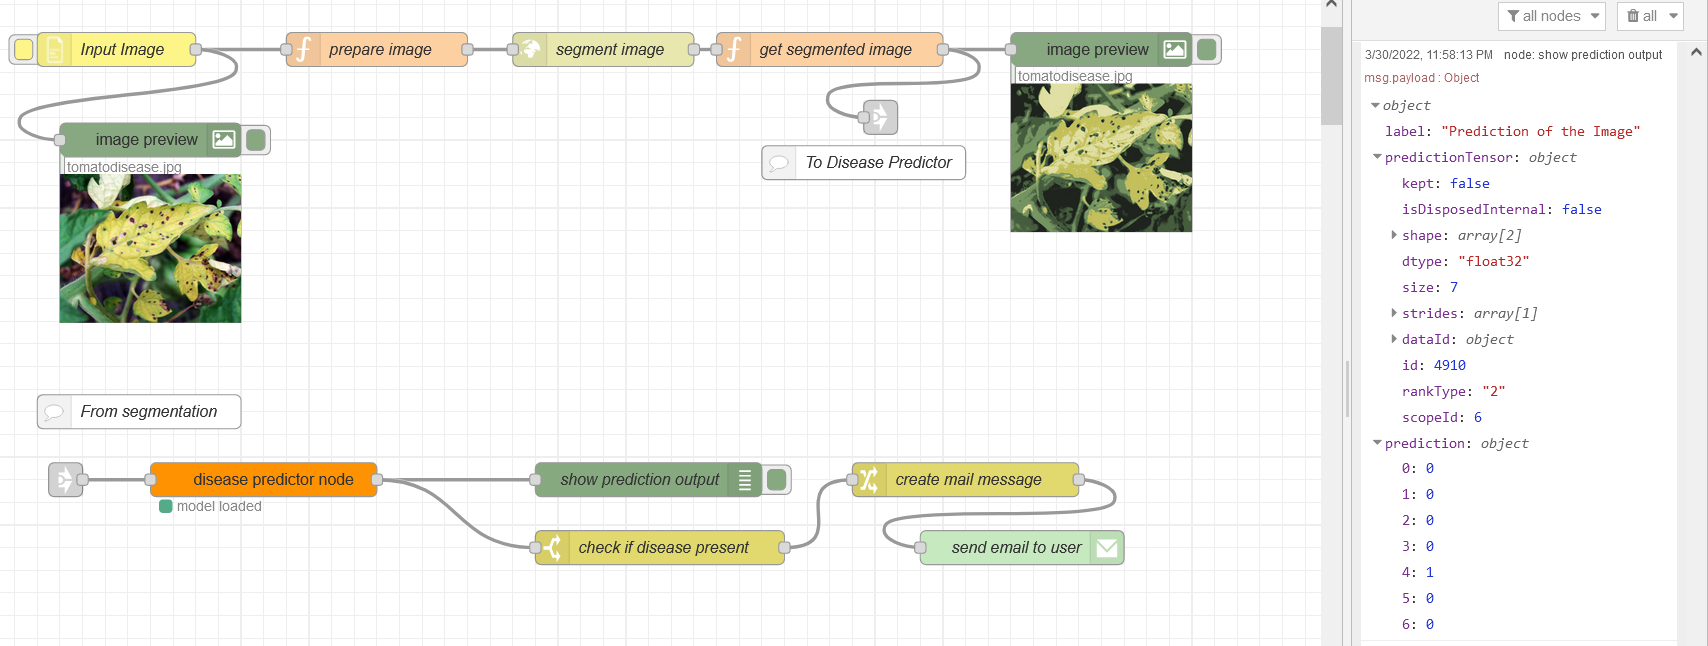 Input Image
prepare image
segment image
get segmented image
image preview
tomatodisease.jpg
image preview
tomatodisease.jpg
To Disease Predictor
From segmentation
disease predictor node
model loaded
show prediction output
check if disease present
create mail message
send email to user
all nodes
all
3/30/2022, 11:58:13 PM node: show prediction output
msg.payload : Object
object
label: "Prediction of the Image"
predictionTensor: object
kept: false
isDisposedInternal: false
shape: array[2]
dtype: "float32"
size: 7
strides: array[1]
dataId: object
id: 4910
rankType: "2"
scopeId: 6
prediction: object
0: 0
1: 0
2: 0
3: 0
4: 1
5: 0
6: 0